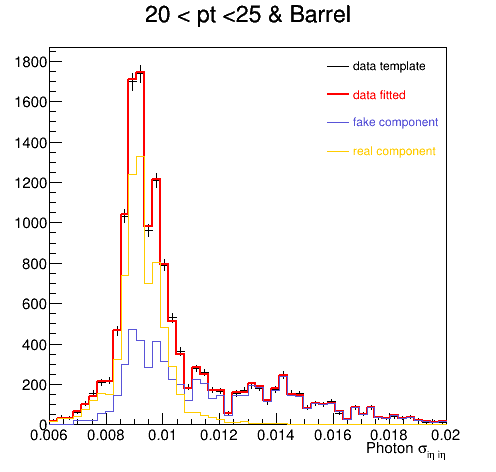 20 < pt <25 & Barrel
data template
data fitted
fake component
real component
1800
1600
1400
1200
1000
800
600
400
200
0
0.006 0.008 0.01 0.012 0.014 0.016 0.018 0.02
Photon σiη iη